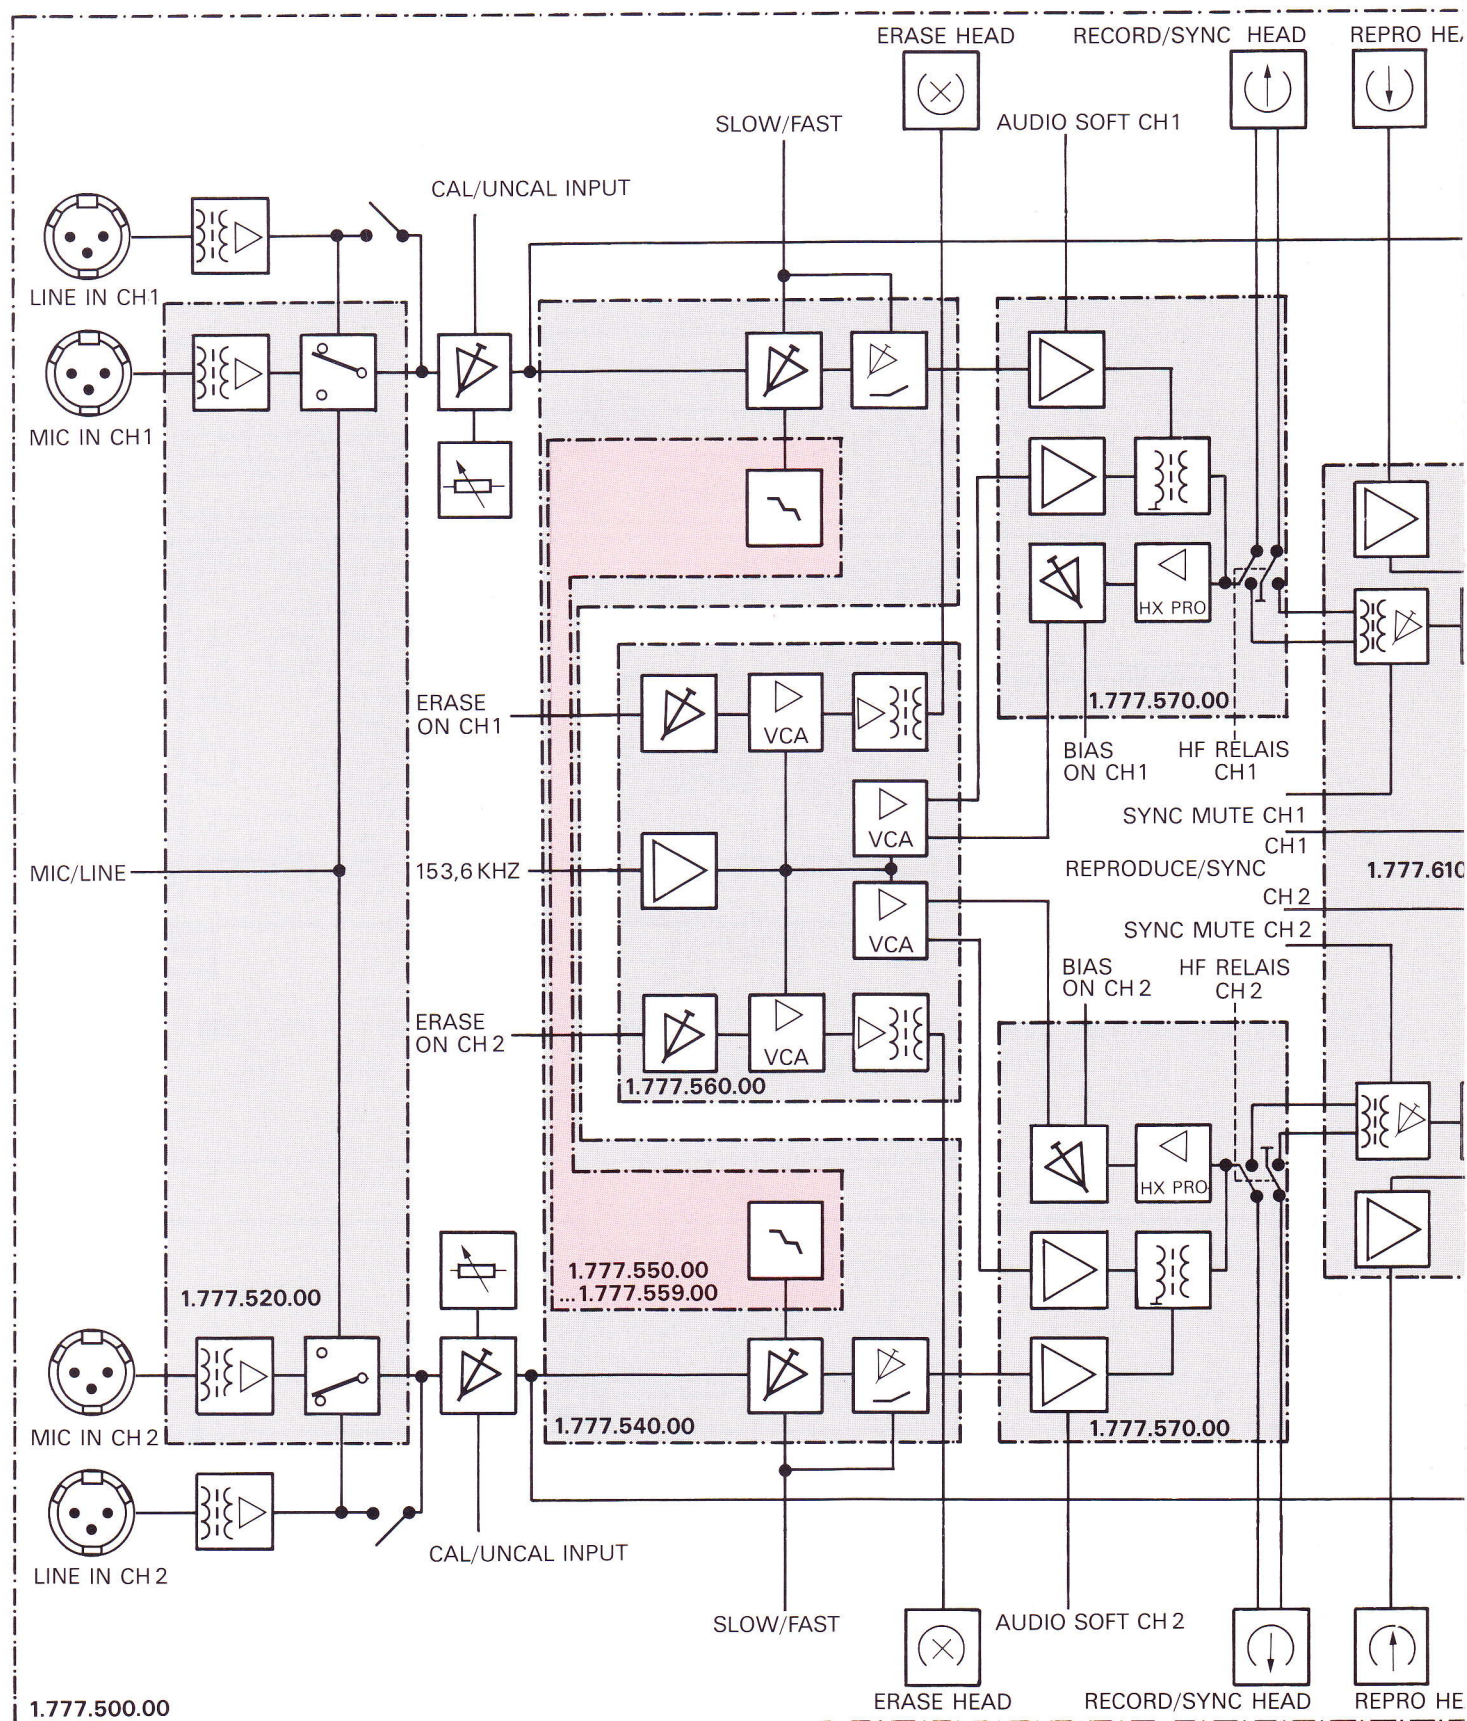 ERASE HEAD
RECORD/SYNC HEAD
REPRO HEA
SLOW/FAST
AUDIO SOFT CH1
CAL/UNCAL INPUT
LINE IN CH1
MIC IN CH1
HX PRO
1.777.570.00
ERASE
ON CH1
VCA
BIAS
ON CH1
HF RELAIS
CH1
SYNC MUTE CH1
VCA
CH1
MIC/LINE
153,6 KHZ
REPRODUCE/SYNC
1.777.610
CH 2
SYNC MUTE CH 2
VCA
BIAS
ON CH 2
HF RELAIS
CH 2
ERASE
ON CH 2
VCA
1.777.560.00
HX PRO
1.777.550.00
...1.777.559.00
1.777.520.00
1.777.540.00
1.777.570.00
MIC IN CH 2
CAL/UNCAL INPUT
LINE IN CH 2
SLOW/FAST
AUDIO SOFT CH 2
ERASE HEAD
RECORD/SYNC HEAD
REPRO HE
1.777.500.00